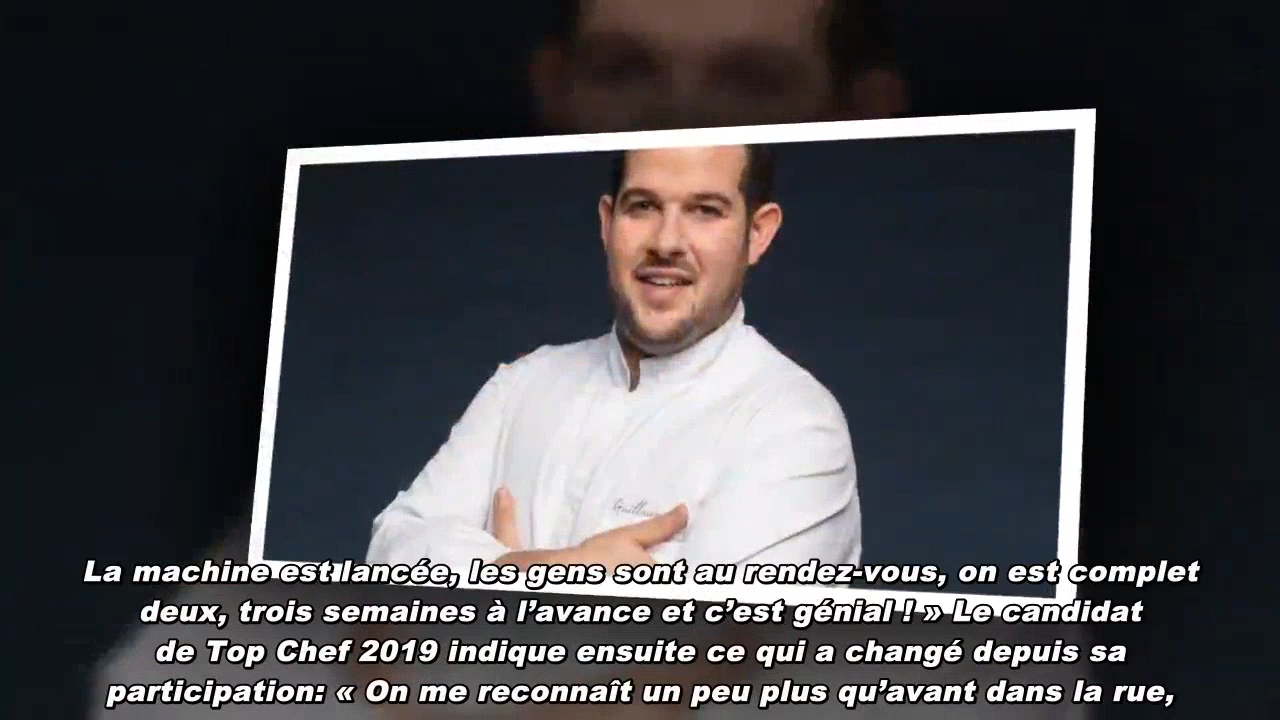 Guillaume
La machine est lancée, les gens sont au rendez-vous, on est complet
deux, trois semaines à l’avance et c’est génial ! » Le candidat
de Top Chef 2019 indique ensuite ce qui a changé depuis sa
participation: « On me reconnaît un peu plus qu’avant dans la rue,